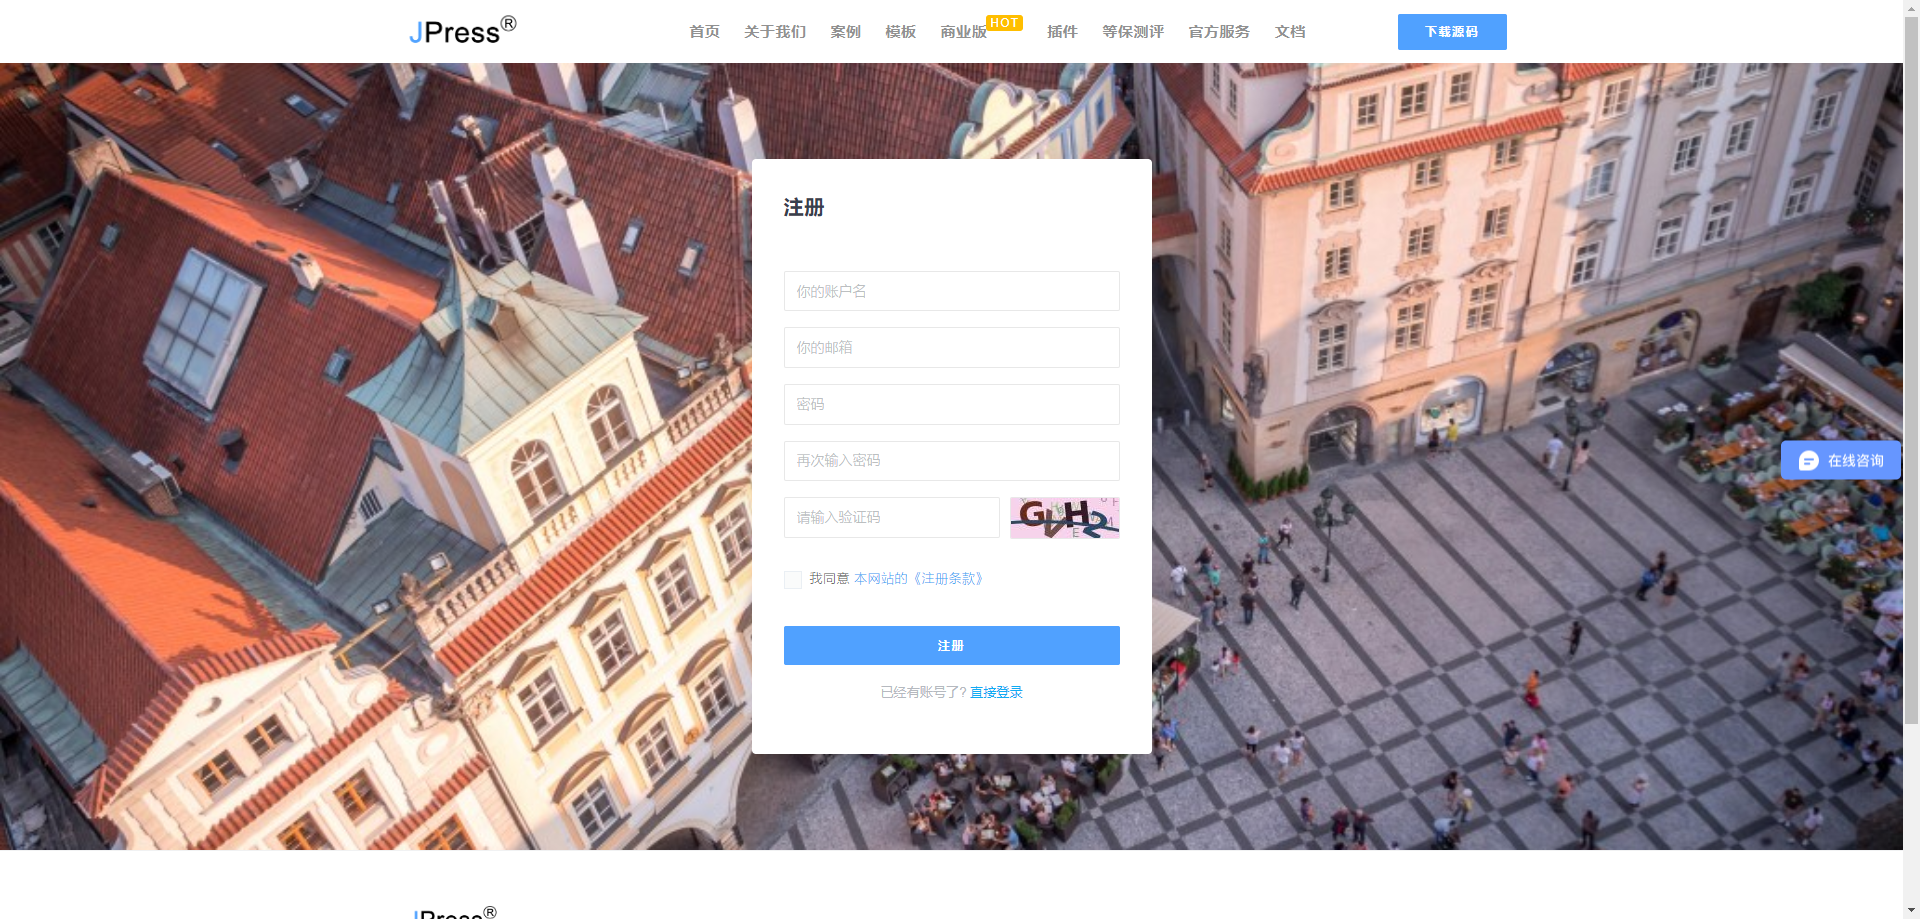 JPress®
首页 关于我们 案例 模板 商业版 HOT 插件 等保测评 官方服务 文档
下载源码
注册
你的账户名
你的邮箱
密码
再次输入密码
请输入验证码
我同意 本网站的《注册条款》
注册
已经有账号了? 直接登录
在线咨询
JPress®